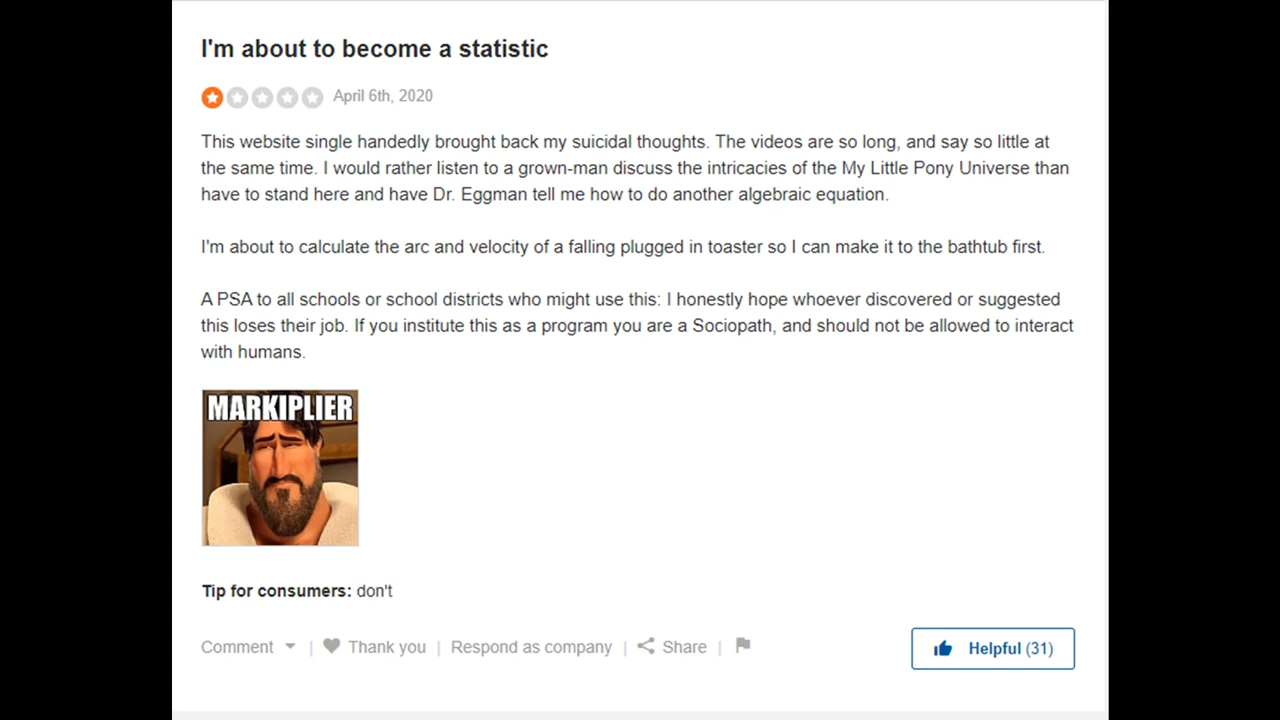 I'm about to become a statistic
April 6th, 2020
This website single handedly brought back my suicidal thoughts. The videos are so long, and say so little at
the same time. I would rather listen to a grown-man discuss the intricacies of the My Little Pony Universe than
have to stand here and have Dr. Eggman tell me how to do another algebraic equation.
I'm about to calculate the arc and velocity of a falling plugged in toaster so I can make it to the bathtub first.
A PSA to all schools or school districts who might use this: I honestly hope whoever discovered or suggested
this loses their job. If you institute this as a program you are a Sociopath, and should not be allowed to interact
with humans.
MARKIPLIER
Tip for consumers: don't
Comment | Thank you | Respond as company | Share | Helpful (31)